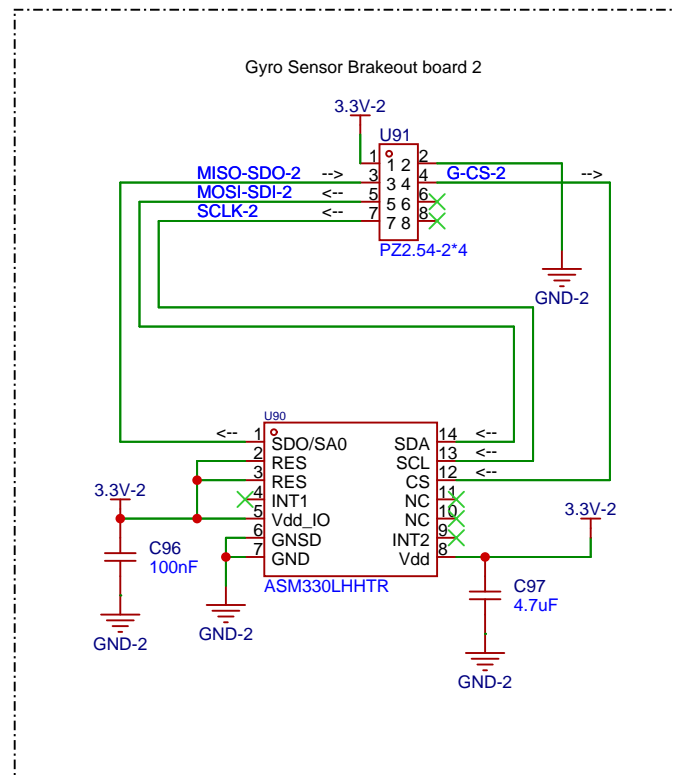 Gyro Sensor Brakeout board 2
3.3V-2
U91
1 1 2 2
MISO-SDO-2 --> 3 3 4 4 G-CS-2 -->
MOSI-SDI-2 <-- 5 5 6 6
SCLK-2 <-- 7 7 8 8
PZ2.54-2*4
GND-2
U90
<-- 1 SDO/SA0 SDA 14 <--
2 RES SCL 13 <--
3 RES CS 12 <--
3.3V-2 4 INT1 NC 11
5 Vdd_IO NC 10 3.3V-2
6 GNSD INT2 9
7 GND Vdd 8
C96
100nF
ASM330LHHTR
C97
4.7uF
GND-2
GND-2
GND-2